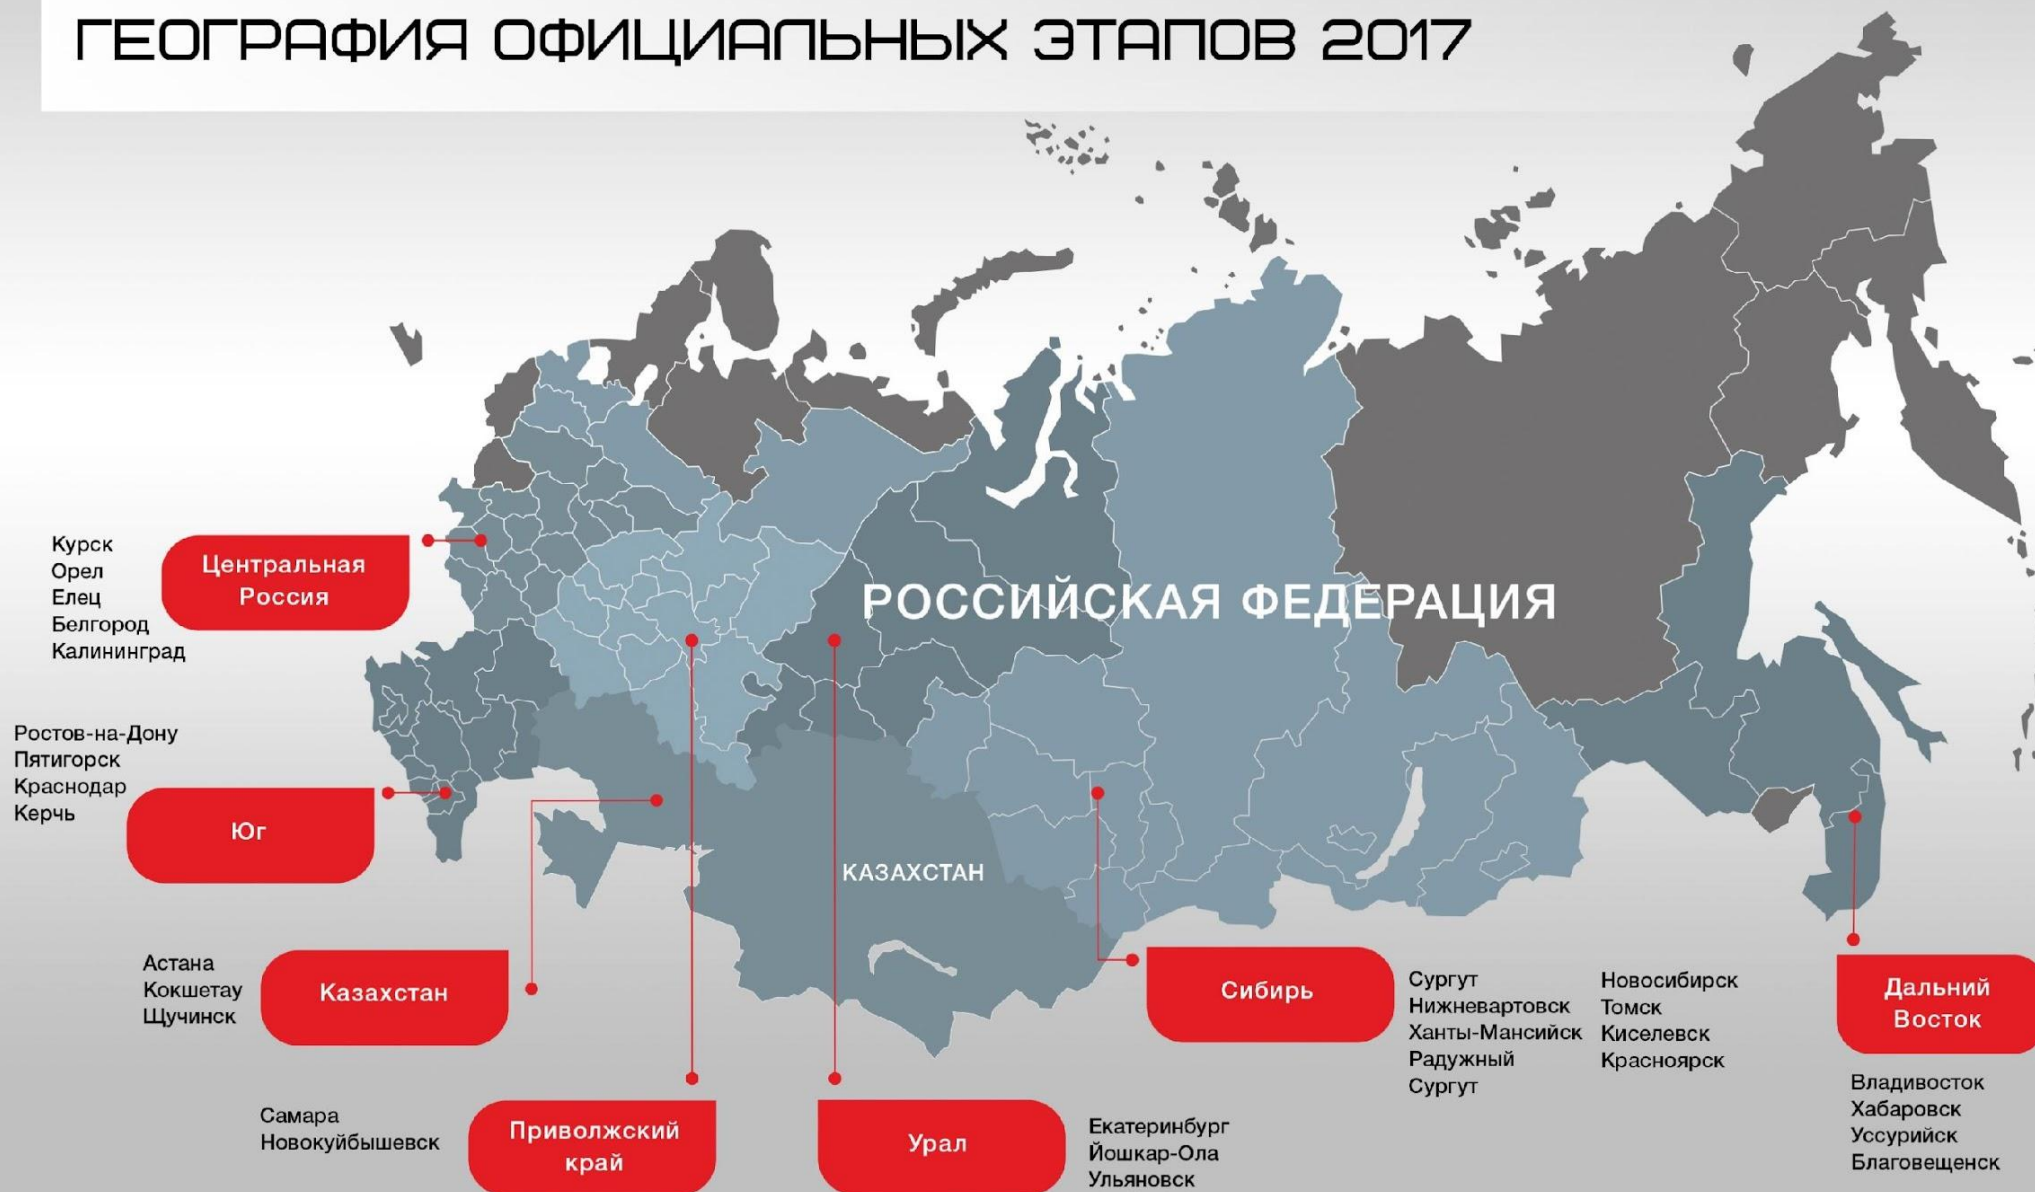 ГЕОГРАФИЯ ОФИЦИАЛЬНЫХ ЭТАПОВ 2017
РОССИЙСКАЯ ФЕДЕРАЦИЯ
КАЗАХСТАН
Курск
Орел
Елец
Белгород
Калининград
Центральная
Россия
Ростов-на-Дону
Пятигорск
Краснодар
Керчь
Юг
Астана
Кокшетау
Щучинск
Казахстан
Самара
Новокуйбышевск
Приволжский
край
Урал
Екатеринбург
Йошкар-Ола
Ульяновск
Сибирь
Сургут
Нижневартовск
Ханты-Мансийск
Радужный
Сургут
Новосибирск
Томск
Киселевск
Красноярск
Дальний
Восток
Владивосток
Хабаровск
Уссурийск
Благовещенск